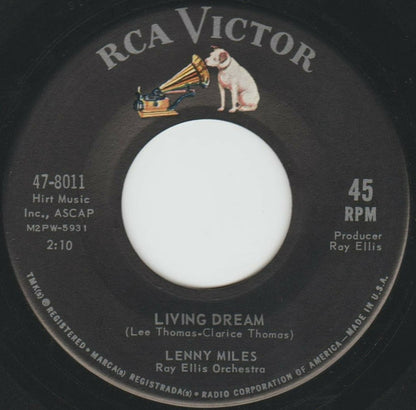 RCA VICTOR
47-8011
Hirt Music
Inc., ASCAP
M2PW-5931
2:10
45
RPM
Producer
Ray Ellis
LIVING DREAM
(Lee Thomas-Clarice Thomas)
LENNY MILES
Ray Ellis Orchestra
TMK(s) ® REGISTERED • MARCA(s) REGISTRADA(s) • RADIO CORPORATION OF AMERICA—MADE IN U.S.A.